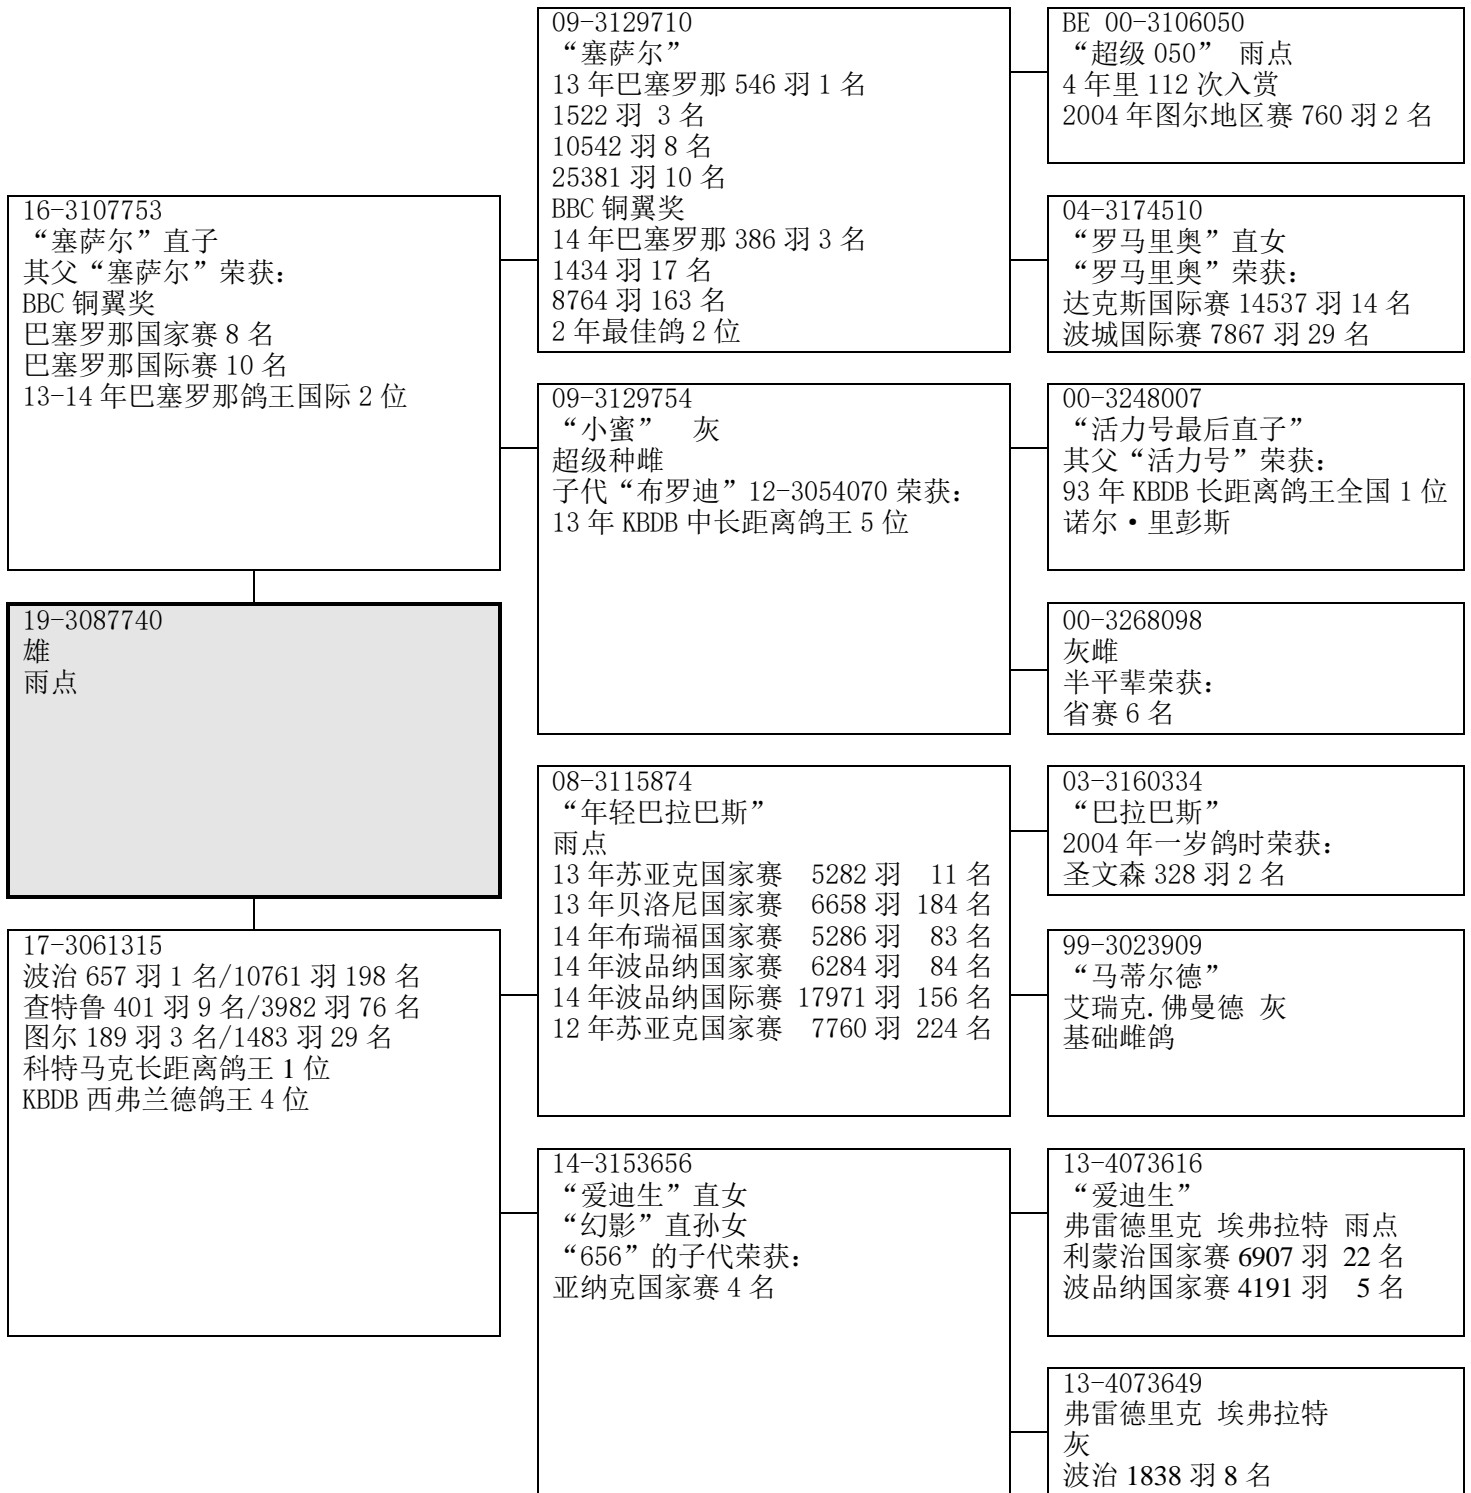 16-3107753
“塞萨尔”直子
其父“塞萨尔”荣获：
BBC 铜翼奖
巴塞罗那国家赛 8 名
巴塞罗那国际赛 10 名
13-14 年巴塞罗那鸽王国际 2 位
19-3087740
雄
雨点
17-3061315
波治 657 羽 1 名/10761 羽 198 名
查特鲁 401 羽 9 名/3982 羽 76 名
图尔 189 羽 3 名/1483 羽 29 名
科特马克长距离鸽王 1 位
KBDB 西弗兰德鸽王 4 位
09-3129710
“塞萨尔”
13 年巴塞罗那 546 羽 1 名
1522 羽 3 名
10542 羽 8 名
25381 羽 10 名
BBC 铜翼奖
14 年巴塞罗那 386 羽 3 名
1434 羽 17 名
8764 羽 163 名
2 年最佳鸽 2 位
09-3129754
“小蜜” 灰
超级种雌
子代“布罗迪”12-3054070 荣获：
13 年 KBDB 中长距离鸽王 5 位
08-3115874
“年轻巴拉巴斯”
雨点
13 年苏亚克国家赛 5282 羽 11 名
13 年贝洛尼国家赛 6658 羽 184 名
14 年布瑞福国家赛 5286 羽 83 名
14 年波品纳国家赛 6284 羽 84 名
14 年波品纳国际赛 17971 羽 156 名
12 年苏亚克国家赛 7760 羽 224 名
14-3153656
“爱迪生”直女
“幻影”直孙女
“656”的子代荣获：
亚纳克国家赛 4 名
BE 00-3106050
“超级 050” 雨点
4 年里 112 次入赏
2004 年图尔地区赛 760 羽 2 名
04-3174510
“罗马里奥”直女
“罗马里奥”荣获：
达克斯国际赛 14537 羽 14 名
波城国际赛 7867 羽 29 名
00-3248007
“活力号最后直子”
其父“活力号”荣获：
93 年 KBDB 长距离鸽王全国 1 位
诺尔•里彭斯
00-3268098
灰雌
半平辈荣获：
省赛 6 名
03-3160334
“巴拉巴斯”
2004 年一岁鸽时荣获：
圣文森 328 羽 2 名
99-3023909
“马蒂尔德”
艾瑞克.佛曼德 灰
基础雌鸽
13-4073616
“爱迪生”
弗雷德里克 埃弗拉特 雨点
利蒙治国家赛 6907 羽 22 名
波品纳国家赛 4191 羽 5 名
13-4073649
弗雷德里克 埃弗拉特
灰
波治 1838 羽 8 名